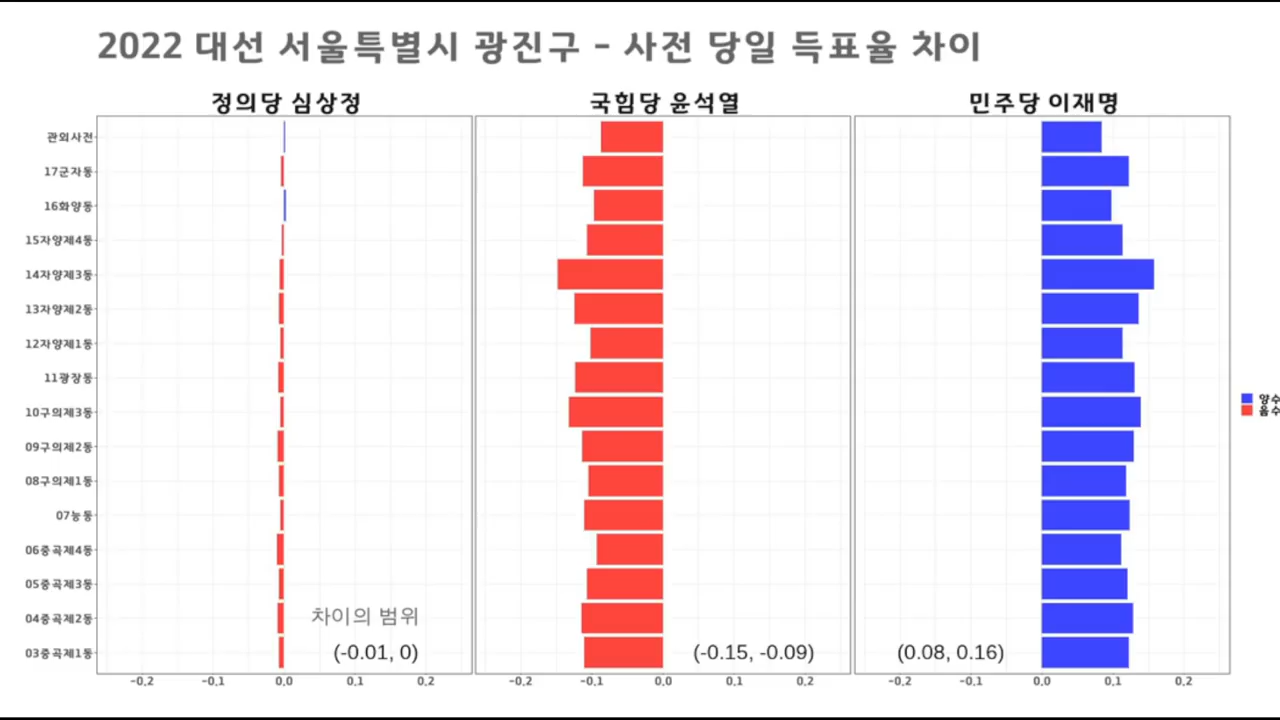 2022 대선 서울특별시 광진구 - 사전 당일 득표율 차이
정의당 심상정
국힘당 윤석열
민주당 이재명
관외사전
17군자동
16화양동
15자양제4동
14자양제3동
13자양제2동
12자양제1동
11광장동
10구의제3동
09구의제2동
08구의제1동
07능동
06중곡제4동
05중곡제3동
04중곡제2동
03중곡제1동
양수
음수
차이의 범위
(-0.01, 0)
(-0.15, -0.09)
(0.08, 0.16)
-0.2 -0.1 0.0 0.1 0.2
-0.2 -0.1 0.0 0.1 0.2
-0.2 -0.1 0.0 0.1 0.2